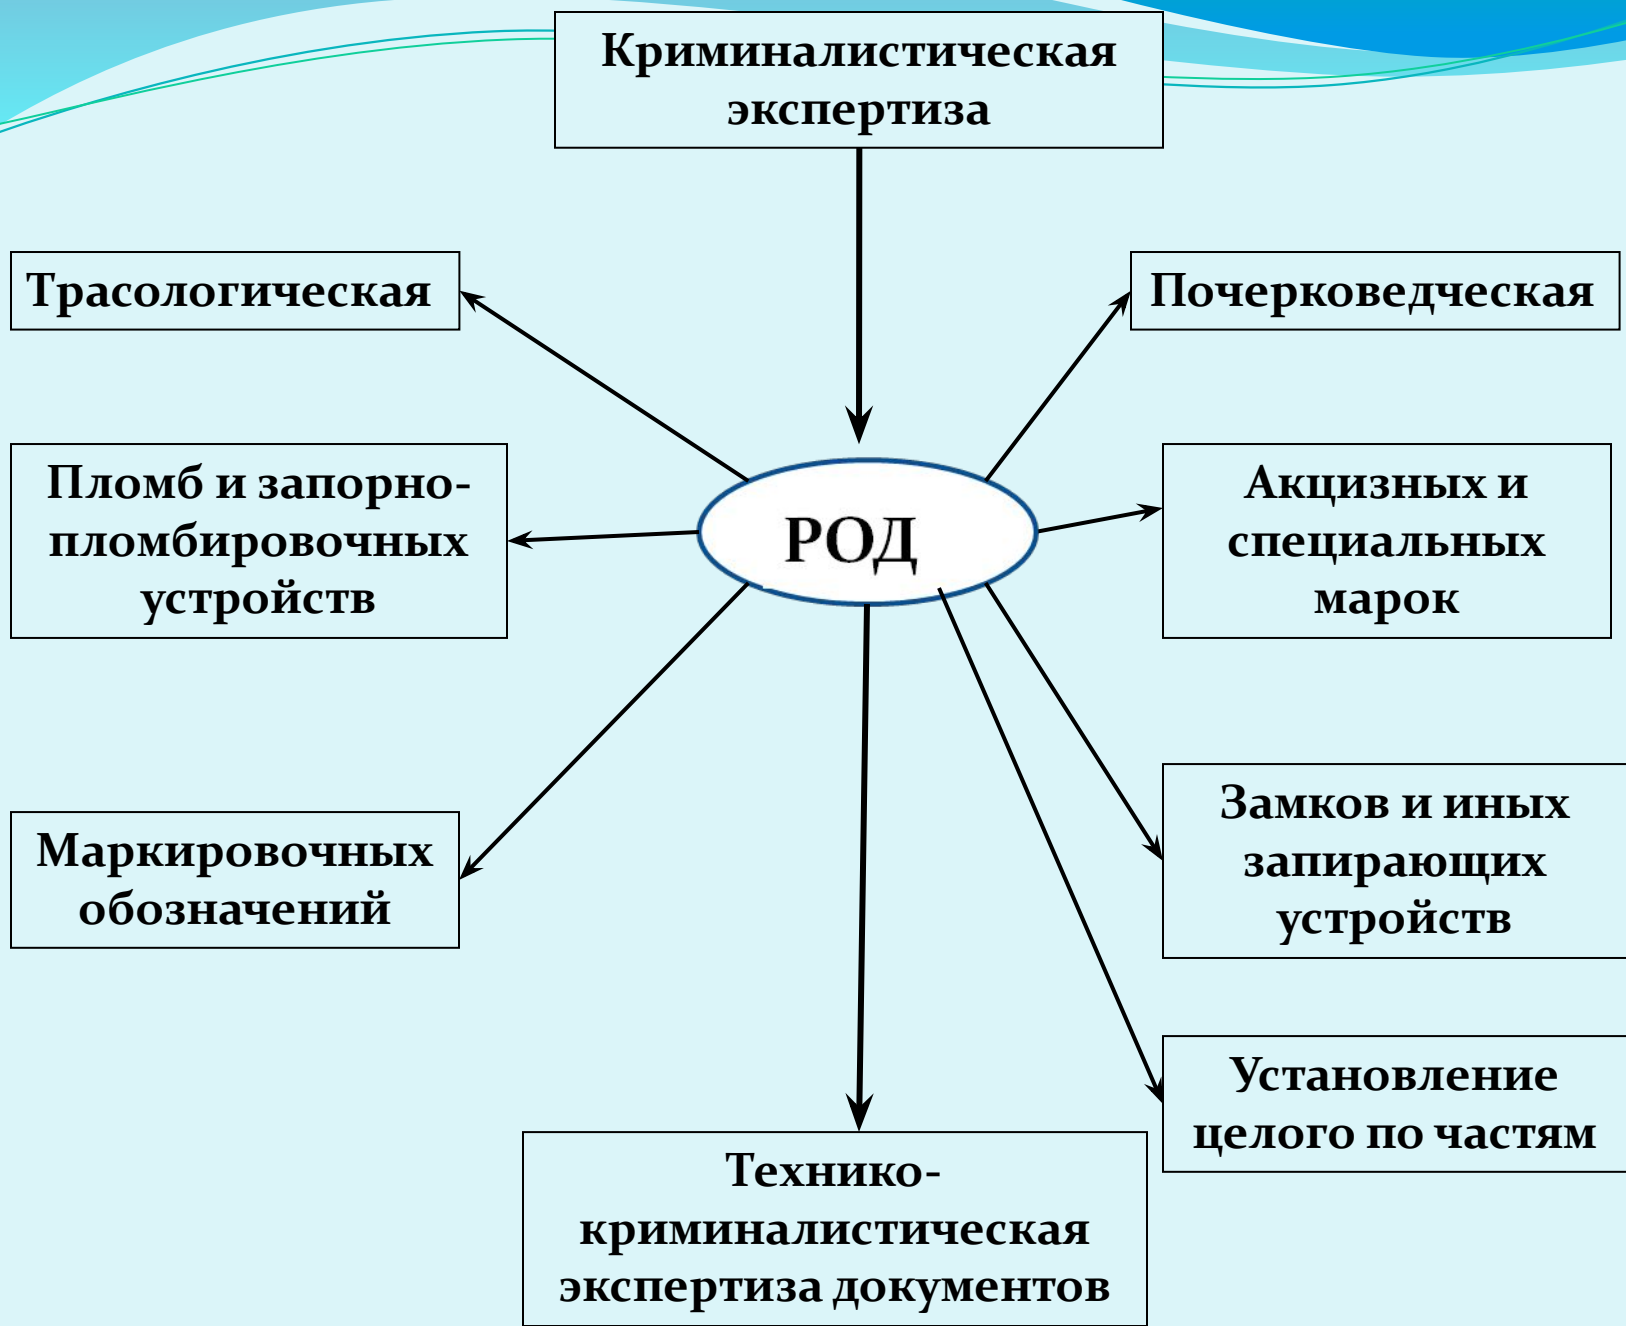 Криминалистическая
экспертиза
Трасологическая
Почерковедческая
Пломб и запорно-
пломбировочных
устройств
РОД
Акцизных и
специальных
марок
Маркировочных
обозначений
Замков и иных
запирающих
устройств
Установление
целого по частям
Технико-
криминалистическая
экспертиза документов